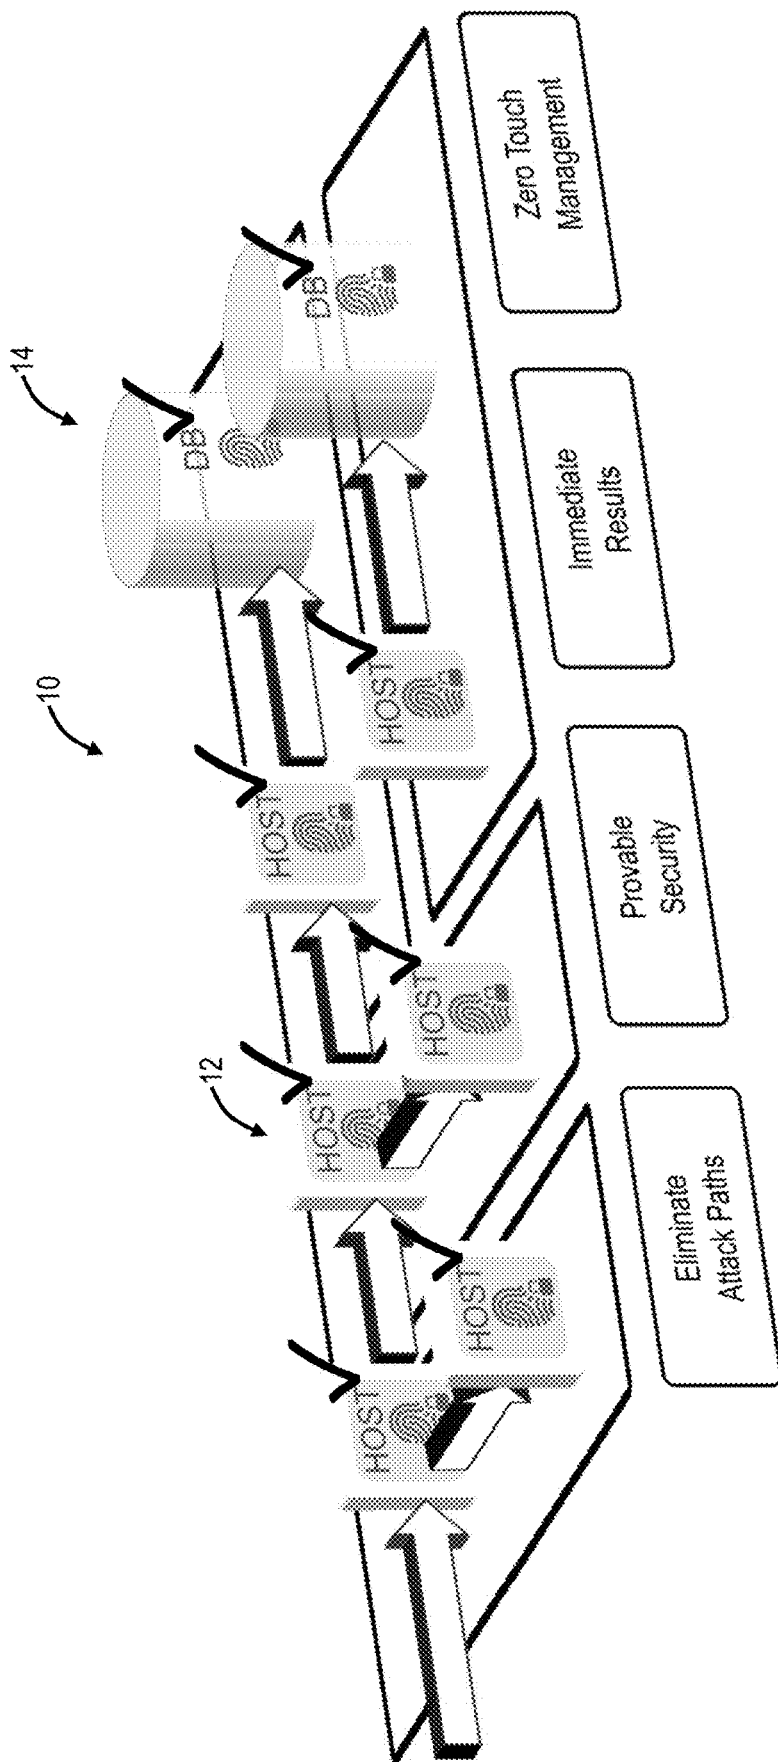 10
12
14
HOST
HOST
HOST
HOST
HOST
HOST
DB
DB
Eliminate
Attack Paths
Provable
Security
Immediate
Results
Zero Touch
Management